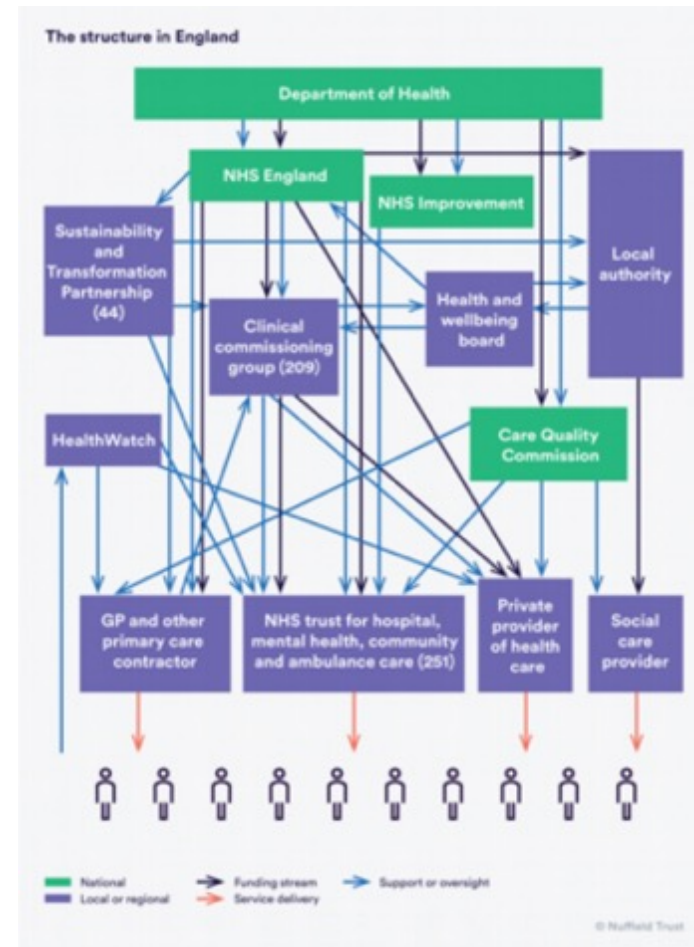 The structure in England
Department of Health
NHS England
NHS Improvement
Sustainability
and
Transformation
Partnership
(44)
Local
authority
Health and
wellbeing
board
Clinical
commissioning
group (209)
HealthWatch
Care Quality
Commission
GP and other
primary care
contractor
NHS trust for hospital,
mental health, community
and ambulance care (251)
Private
provider
of health
care
Social
care
provider
National
Funding stream
Support or oversight
Local or regional
Service delivery
© Nuffield Trust